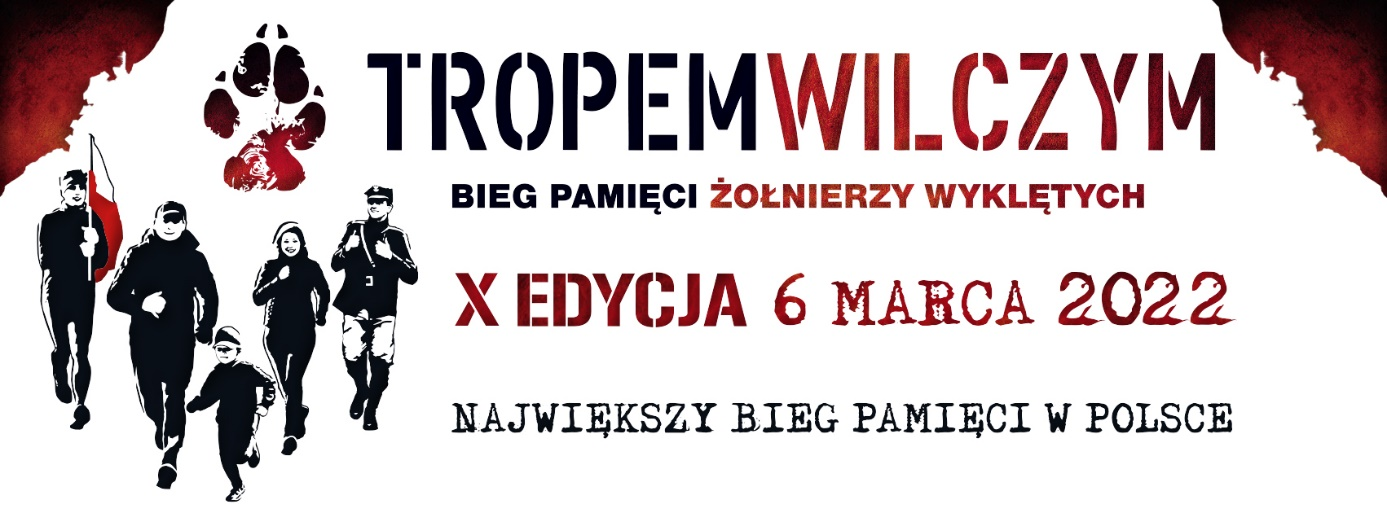 TROPEMWILCZYM
BIEG PAMIĘCI ŻOŁNIERZY WYKLĘTYCH
X EDYCJA 6 MARCA 2022
NAJWIĘKSZY BIEG PAMIĘCI W POLSCE